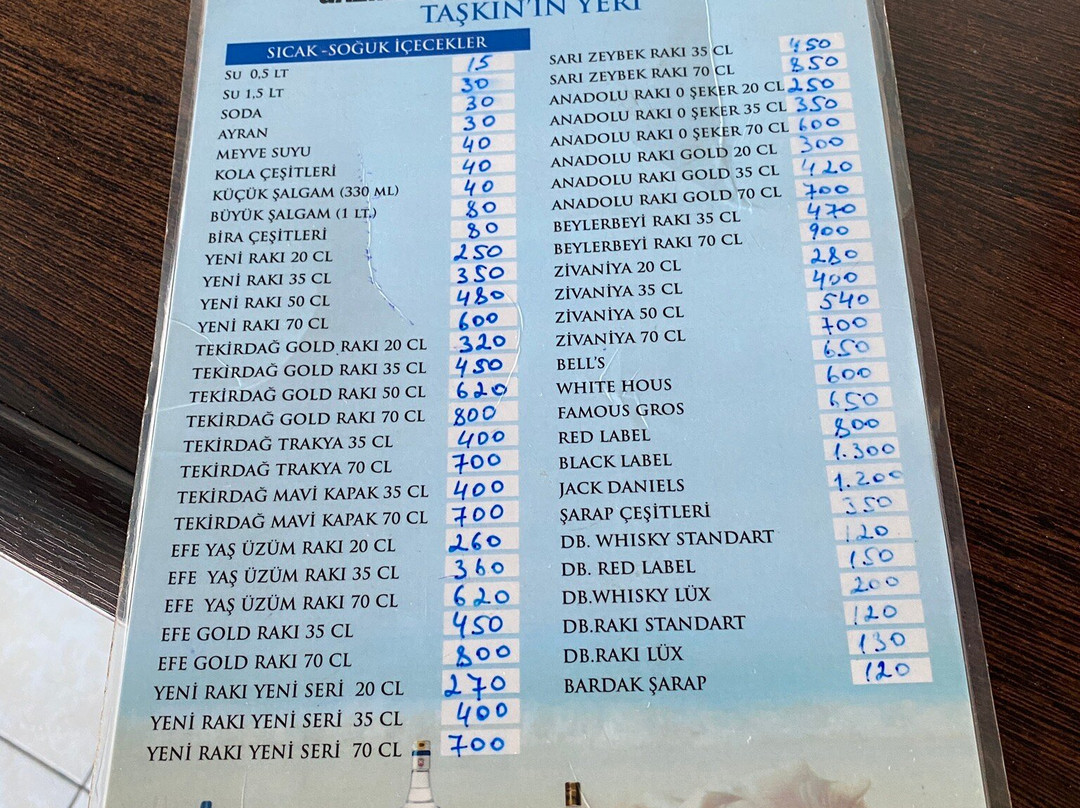 TAŞKIN'IN YERİ
SICAK -SOĞUK İÇECEKLER
SU 0,5 LT 15
SU 1,5 LT 30
SODA 30
AYRAN 30
MEYVE SUYU 40
KOLA ÇEŞİTLERİ 40
KÜÇÜK ŞALGAM (330 ML) 40
BÜYÜK ŞALGAM (1 LT.) 80
BİRA ÇEŞİTLERİ 80
YENİ RAKI 20 CL 250
YENİ RAKI 35 CL 350
YENİ RAKI 50 CL 480
YENİ RAKI 70 CL 600
TEKİRDAĞ GOLD RAKI 20 CL 320
TEKİRDAĞ GOLD RAKI 35 CL 450
TEKİRDAĞ GOLD RAKI 50 CL 620
TEKİRDAĞ GOLD RAKI 70 CL 800
TEKİRDAĞ TRAKYA 35 CL 400
TEKİRDAĞ TRAKYA 70 CL 700
TEKİRDAĞ MAVİ KAPAK 35 CL 400
TEKİRDAĞ MAVİ KAPAK 70 CL 700
EFE YAŞ ÜZÜM RAKI 20 CL 260
EFE YAŞ ÜZÜM RAKI 35 CL 360
EFE YAŞ ÜZÜM RAKI 70 CL 620
EFE GOLD RAKI 35 CL 450
EFE GOLD RAKI 70 CL 800
YENİ RAKI YENİ SERİ 20 CL 270
YENİ RAKI YENİ SERİ 35 CL 400
YENİ RAKI YENİ SERİ 70 CL 700
SARI ZEYBEK RAKI 35 CL 450
SARI ZEYBEK RAKI 70 CL 850
ANADOLU RAKI 0 ŞEKER 20 CL 250
ANADOLU RAKI 0 ŞEKER 35 CL 350
ANADOLU RAKI 0 ŞEKER 70 CL 600
ANADOLU RAKI GOLD 20 CL 300
ANADOLU RAKI GOLD 35 CL 420
ANADOLU RAKI GOLD 70 CL 700
BEYLERBEYİ RAKI 35 CL 470
BEYLERBEYİ RAKI 70 CL 900
ZİVANİYA 20 CL 280
ZİVANİYA 35 CL 400
ZİVANİYA 50 CL 540
ZİVANİYA 70 CL 700
BELL'S 650
WHITE HOUS 600
FAMOUS GROS 650
RED LABEL 800
BLACK LABEL 1.300
JACK DANIELS 1.200
ŞARAP ÇEŞİTLERİ 350
DB. WHISKY STANDART 120
DB. RED LABEL 150
DB.WHISKY LÜX 200
DB.RAKI STANDART 120
DB.RAKI LÜX 130
BARDAK ŞARAP 120